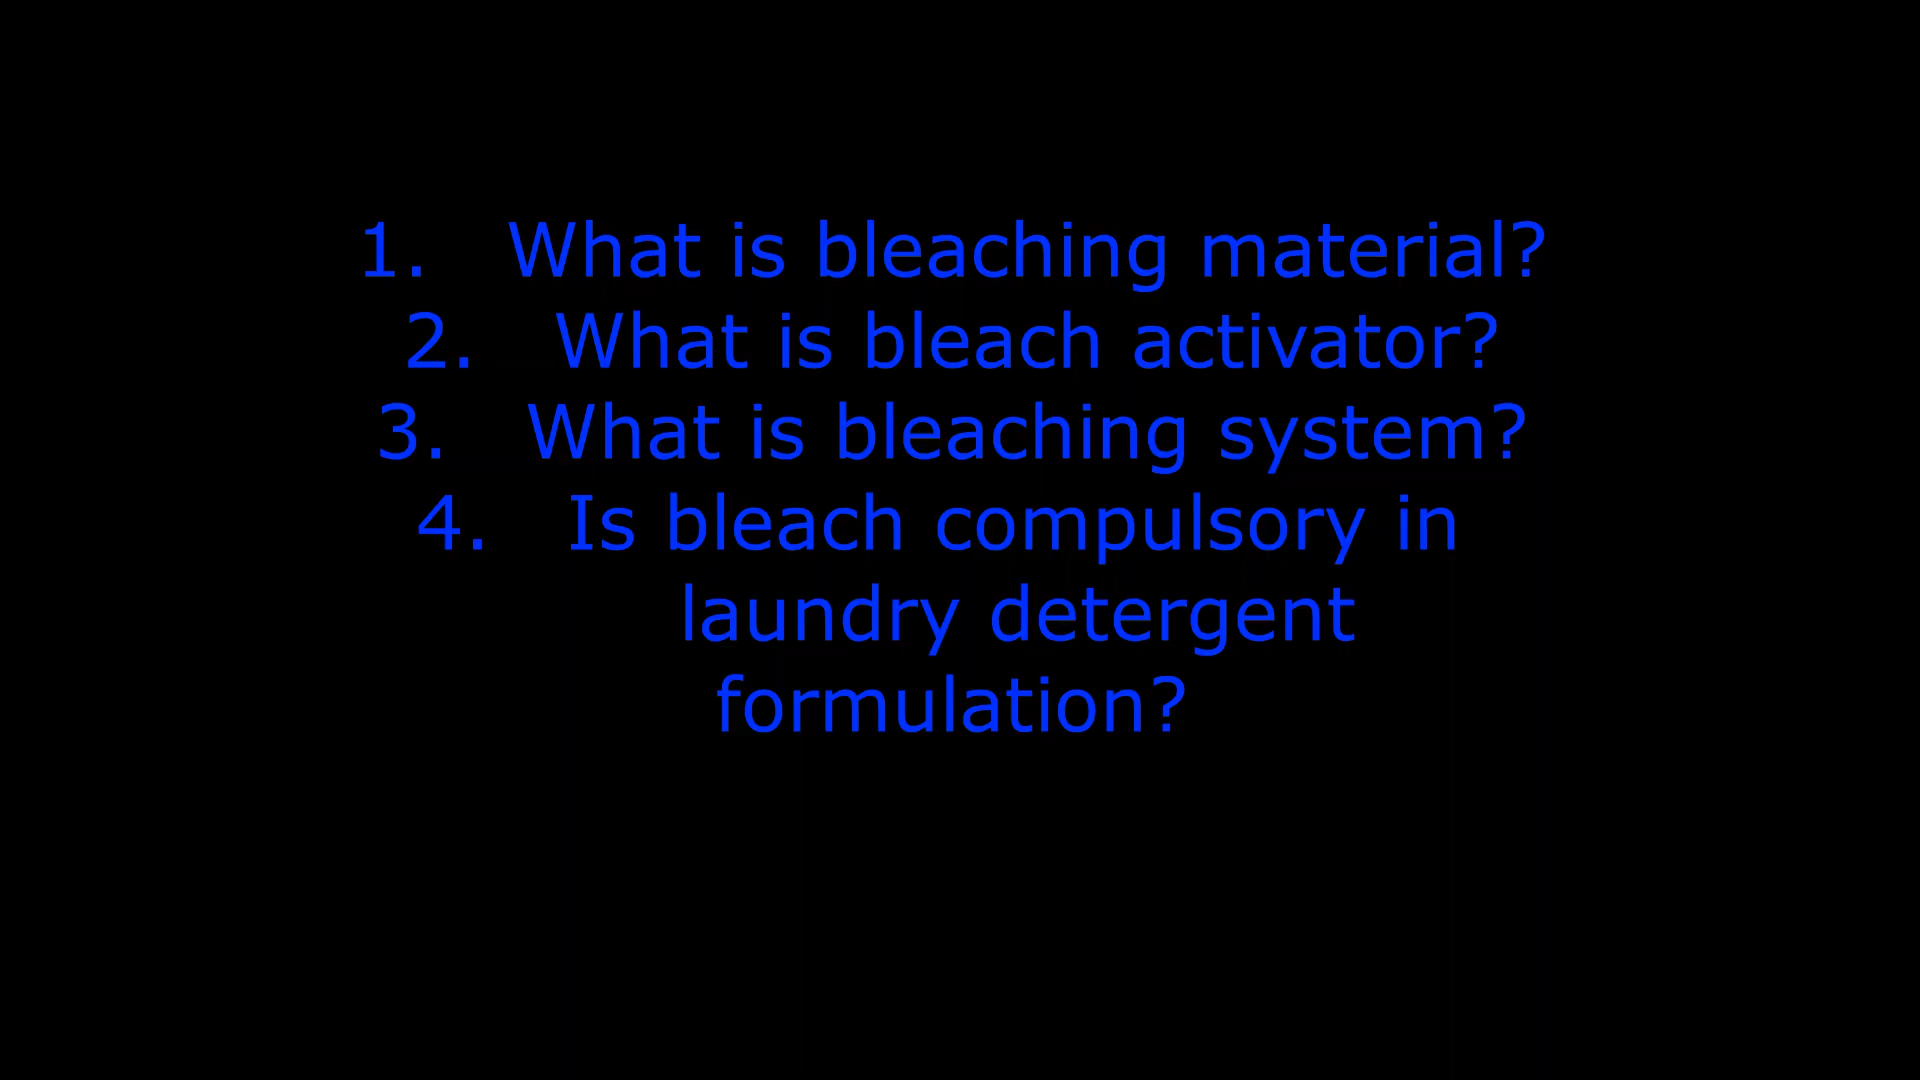 1. What is bleaching material?
2. What is bleach activator?
3. What is bleaching system?
4. Is bleach compulsory in
laundry detergent
formulation?